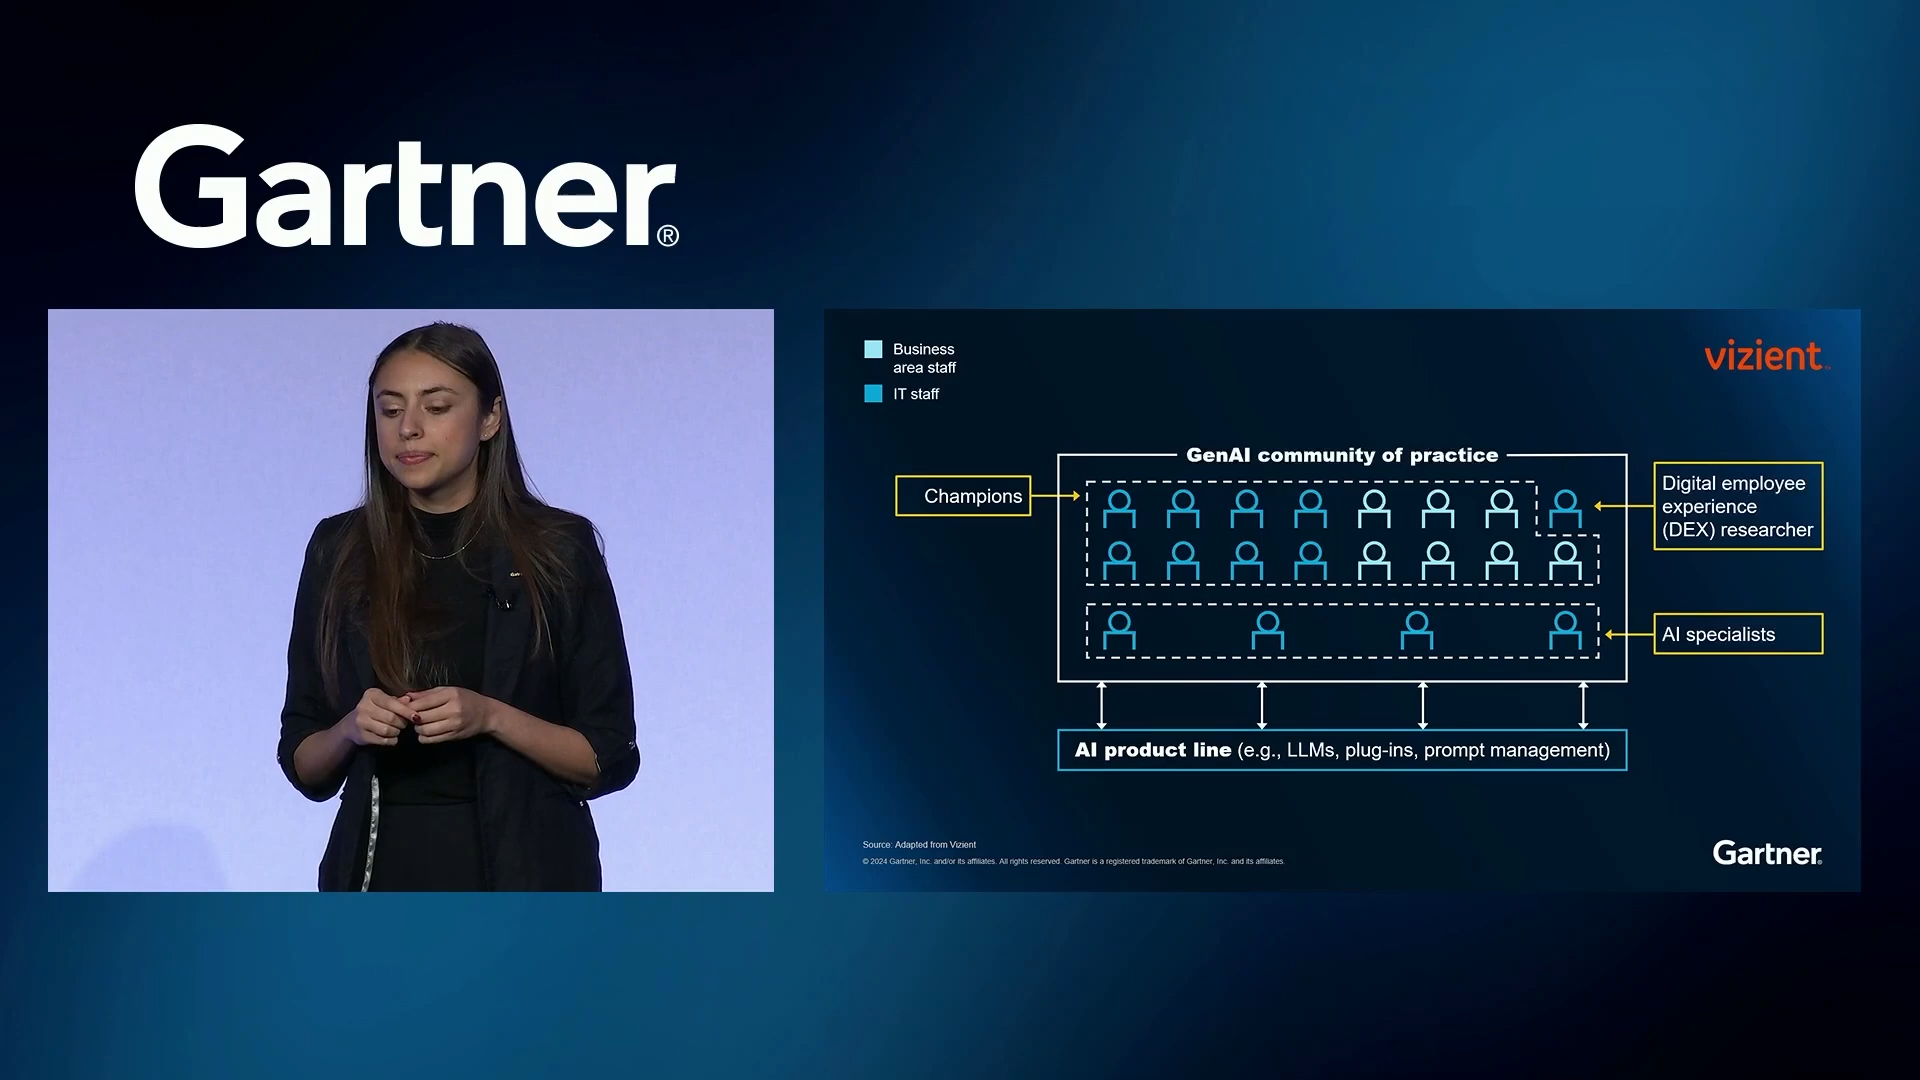 Gartner®
Business
area staff
IT staff
vizient
GenAI community of practice
Champions
Digital employee
experience
(DEX) researcher
AI specialists
AI product line (e.g., LLMs, plug-ins, prompt management)
Source: Adapted from Vizient
© 2024 Gartner, Inc. and/or its affiliates. All rights reserved. Gartner is a registered trademark of Gartner, Inc. and its affiliates.
Gartner